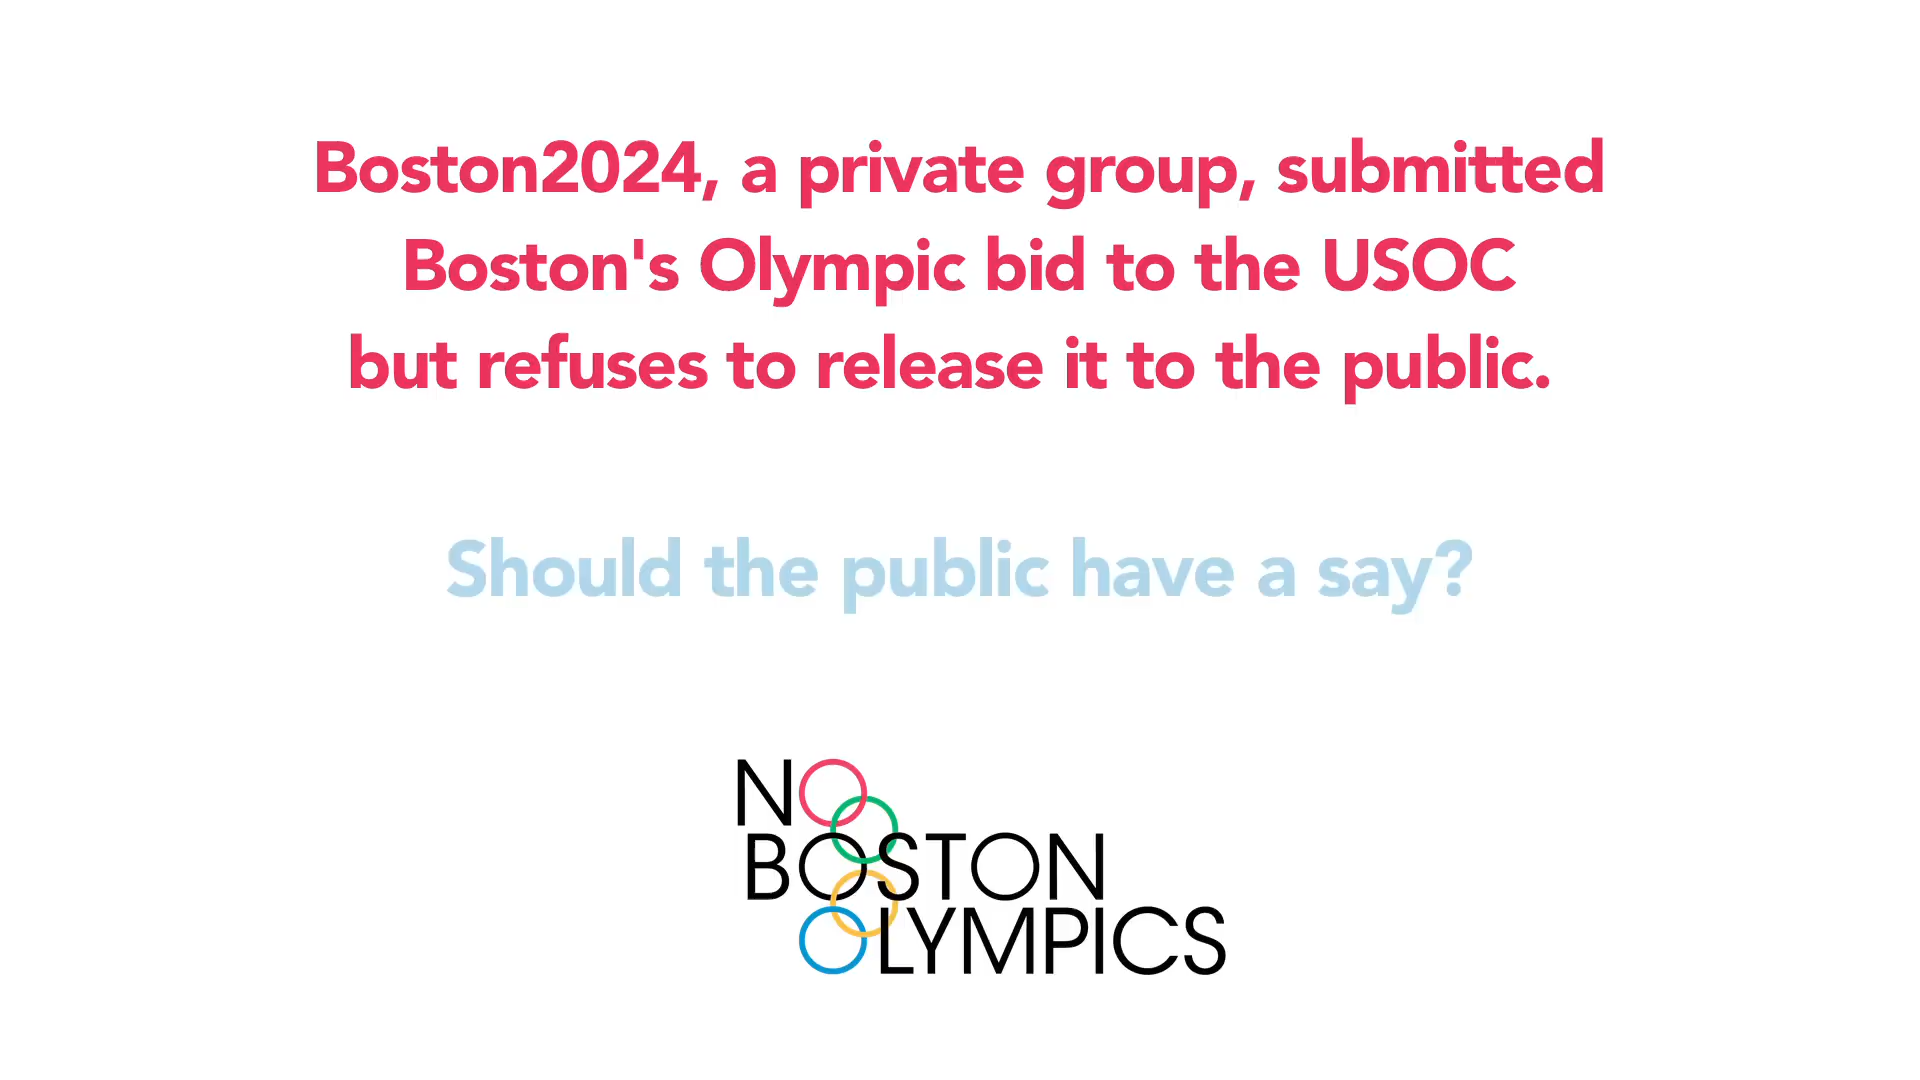 Boston2024, a private group, submitted
Boston's Olympic bid to the USOC
but refuses to release it to the public.
Should the public have a say?
NO
BOSTON
OLYMPICS